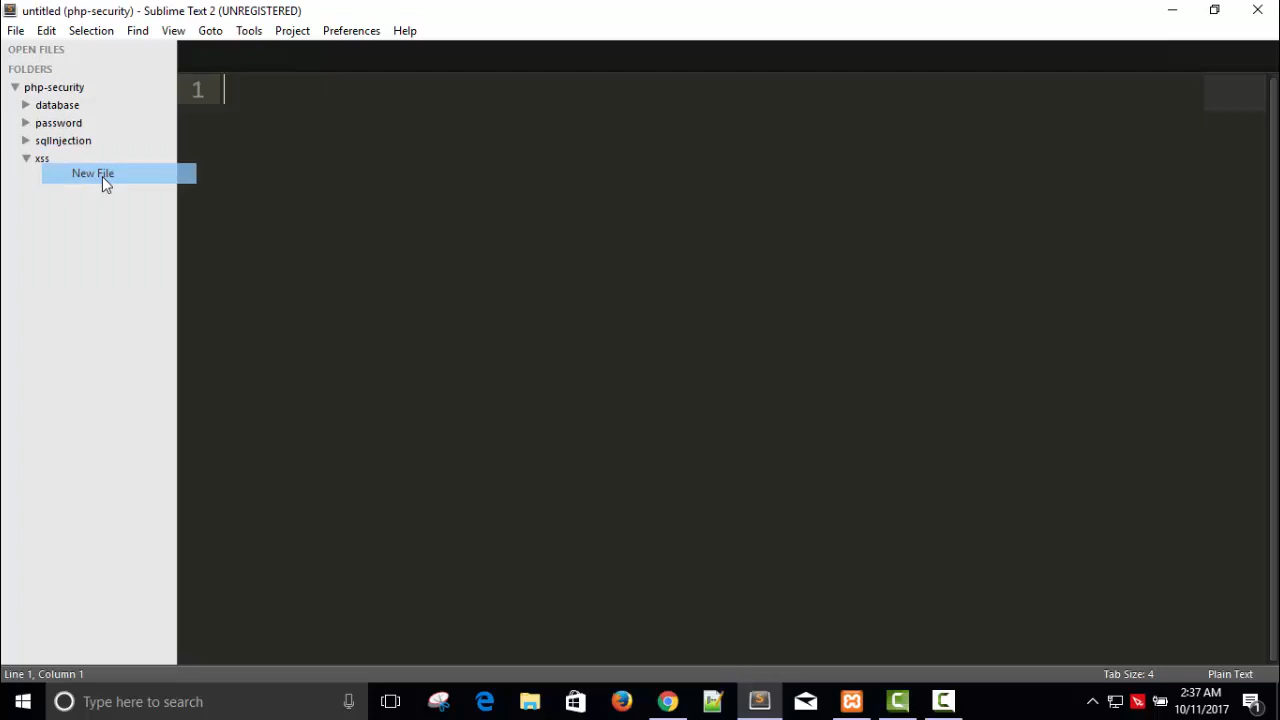 untitled (php-security) - Sublime Text 2 (UNREGISTERED)
File Edit Selection Find View Goto Tools Project Preferences Help
OPEN FILES
FOLDERS
php-security
database
password
sqlInjection
xss
New File
1
Line 1, Column 1
Tab Size: 4
Plain Text
Type here to search
2:37 AM
10/11/2017
1